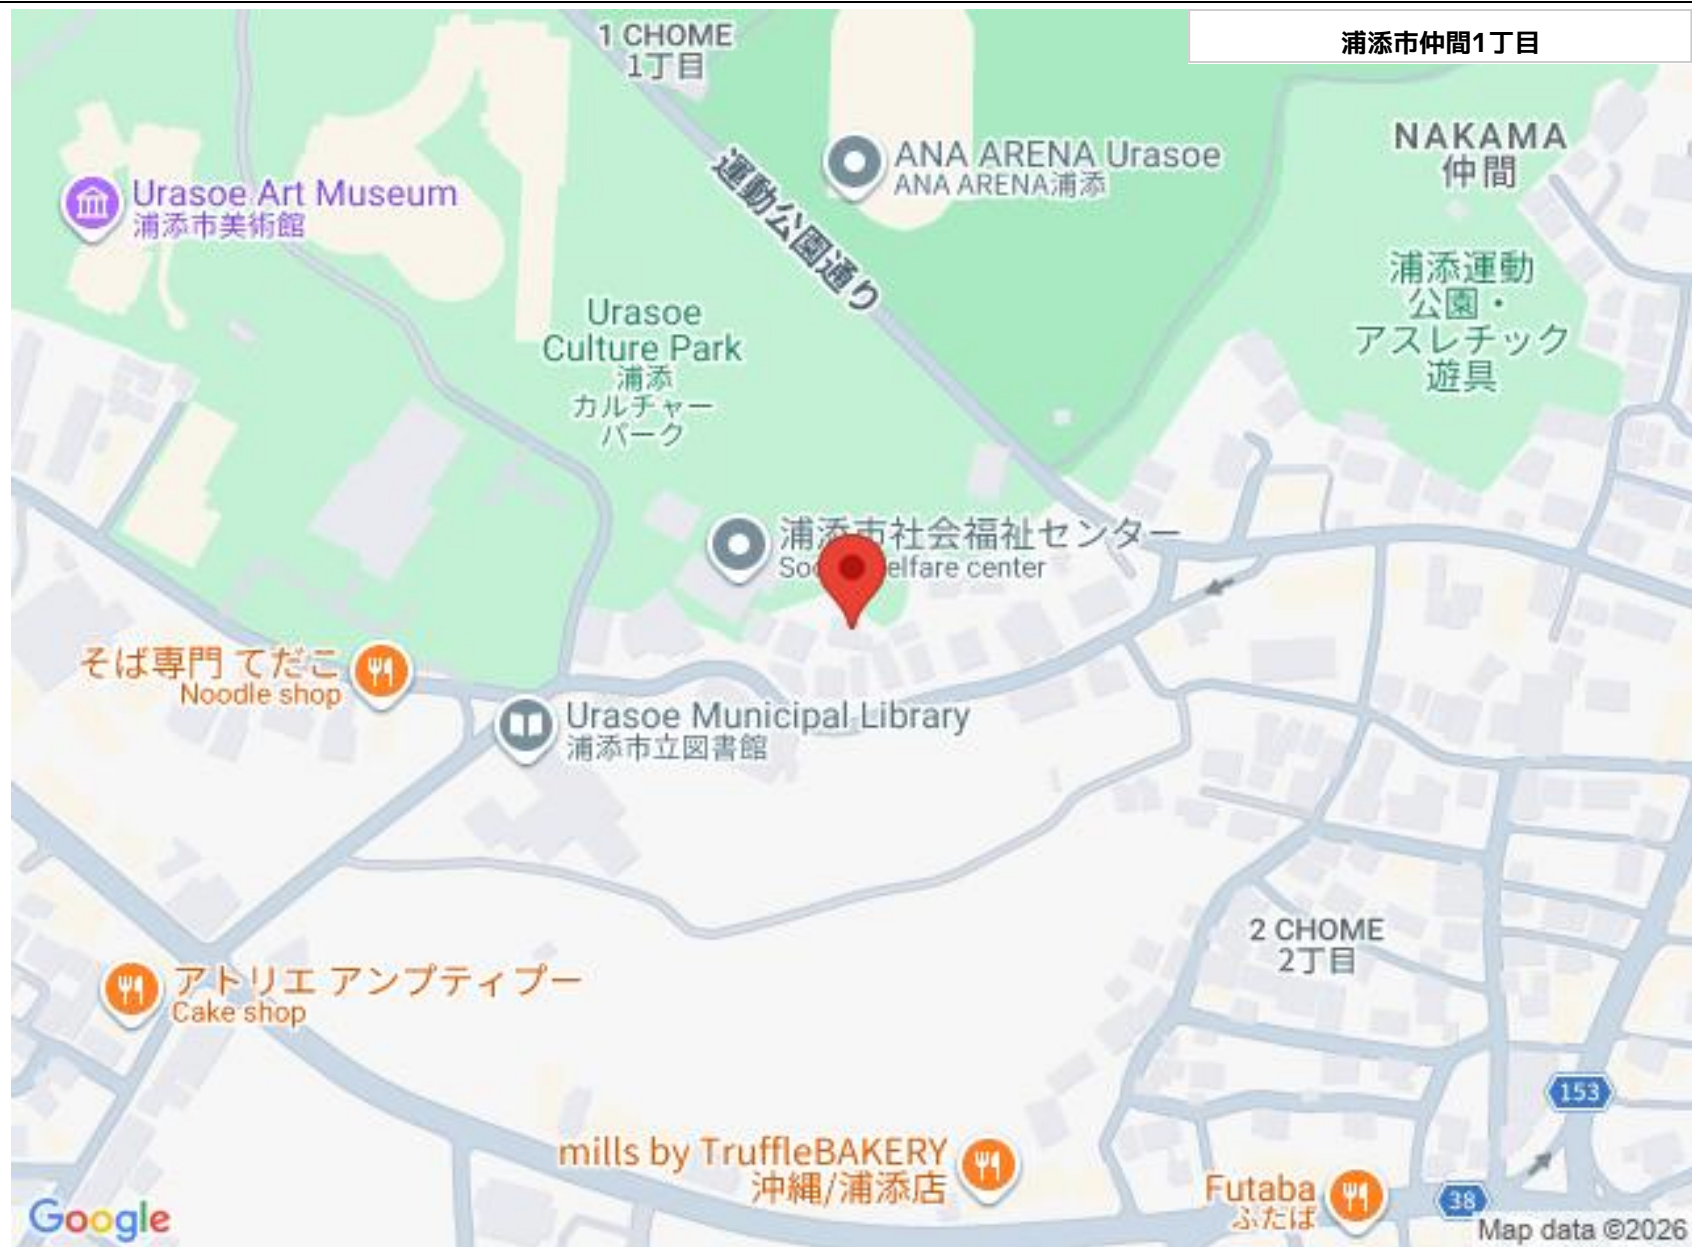 浦添市仲間1丁目
1 CHOME
1丁目
NAKAMA
仲間
ANA ARENA Urasoe
ANA ARENA浦添
運動公園通り
Urasoe Art Museum
浦添市美術館
浦添運動
公園・
アスレチック
遊具
Urasoe
Culture Park
浦添
カルチャー
パーク
浦添市社会福祉センター
elfare center
そば専門 てだこ
Noodle shop
Urasoe Municipal Library
浦添市立図書館
2 CHOME
2丁目
アトリエ アンプティプー
Cake shop
153
mills by TruffleBAKERY
沖縄/浦添店
Futaba
ふたば
38
Google
Map data ©2026